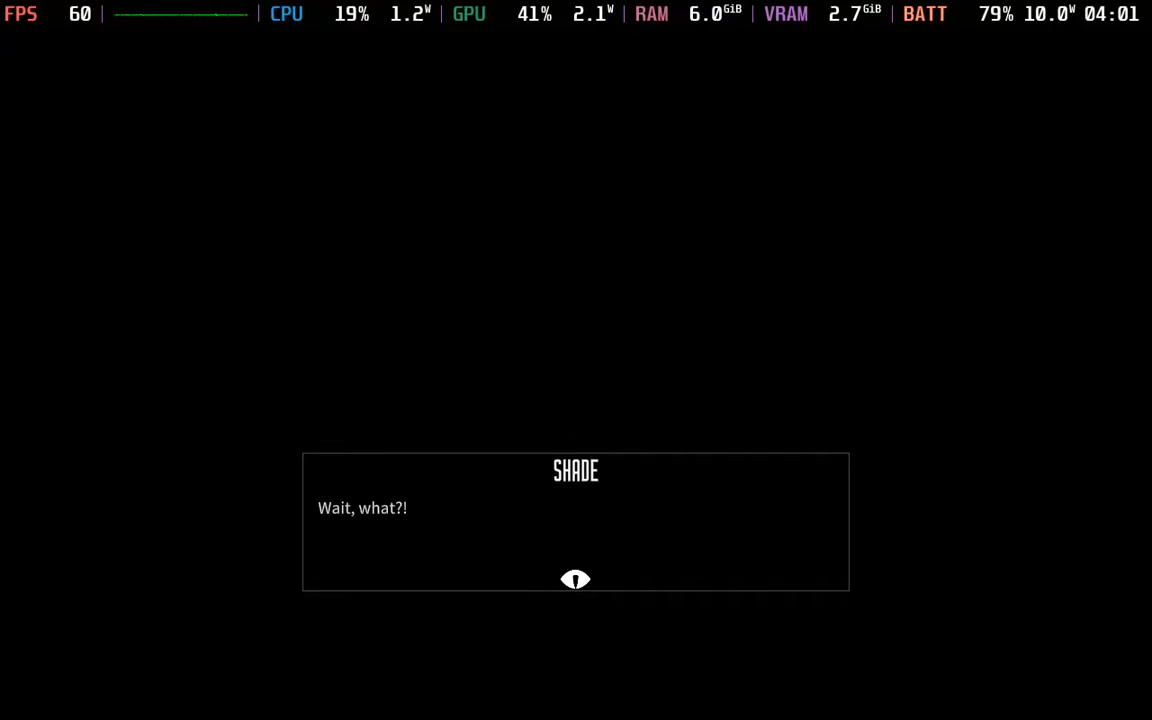 FPS 60 CPU 19% 1.2W GPU 41% 2.1W RAM 6.0GiB VRAM 2.7GiB BATT 79% 10.0W 04:01
SHADE
Wait, what?!